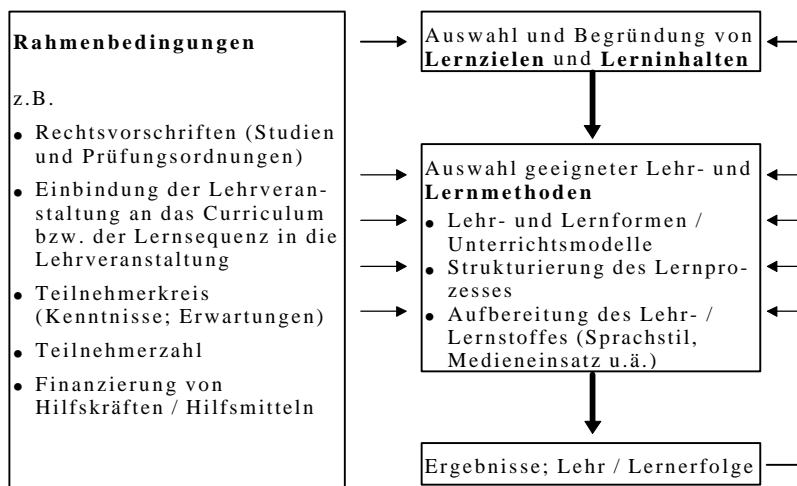 Rahmenbedingungen
z.B.
• Rechtsvorschriften (Studien
und Prüfungsordnungen)
• Einbindung der Lehrveran-
staltung an das Curriculum
bzw. der Lernsequenz in die
Lehrveranstaltung
• Teilnehmerkreis
(Kenntnisse; Erwartungen)
• Teilnehmerzahl
• Finanzierung von
Hilfskräften / Hilfsmitteln
Auswahl und Begründung von
Lernzielen und Lerninhalten
Auswahl geeigneter Lehr- und
Lernmethoden
• Lehr- und Lernformen /
Unterrichtsmodelle
• Strukturierung des Lernpro-
zesses
• Aufbereitung des Lehr- /
Lernstoffes (Sprachstil,
Medieneinsatz u.ä.)
Ergebnisse; Lehr / Lernerfolge